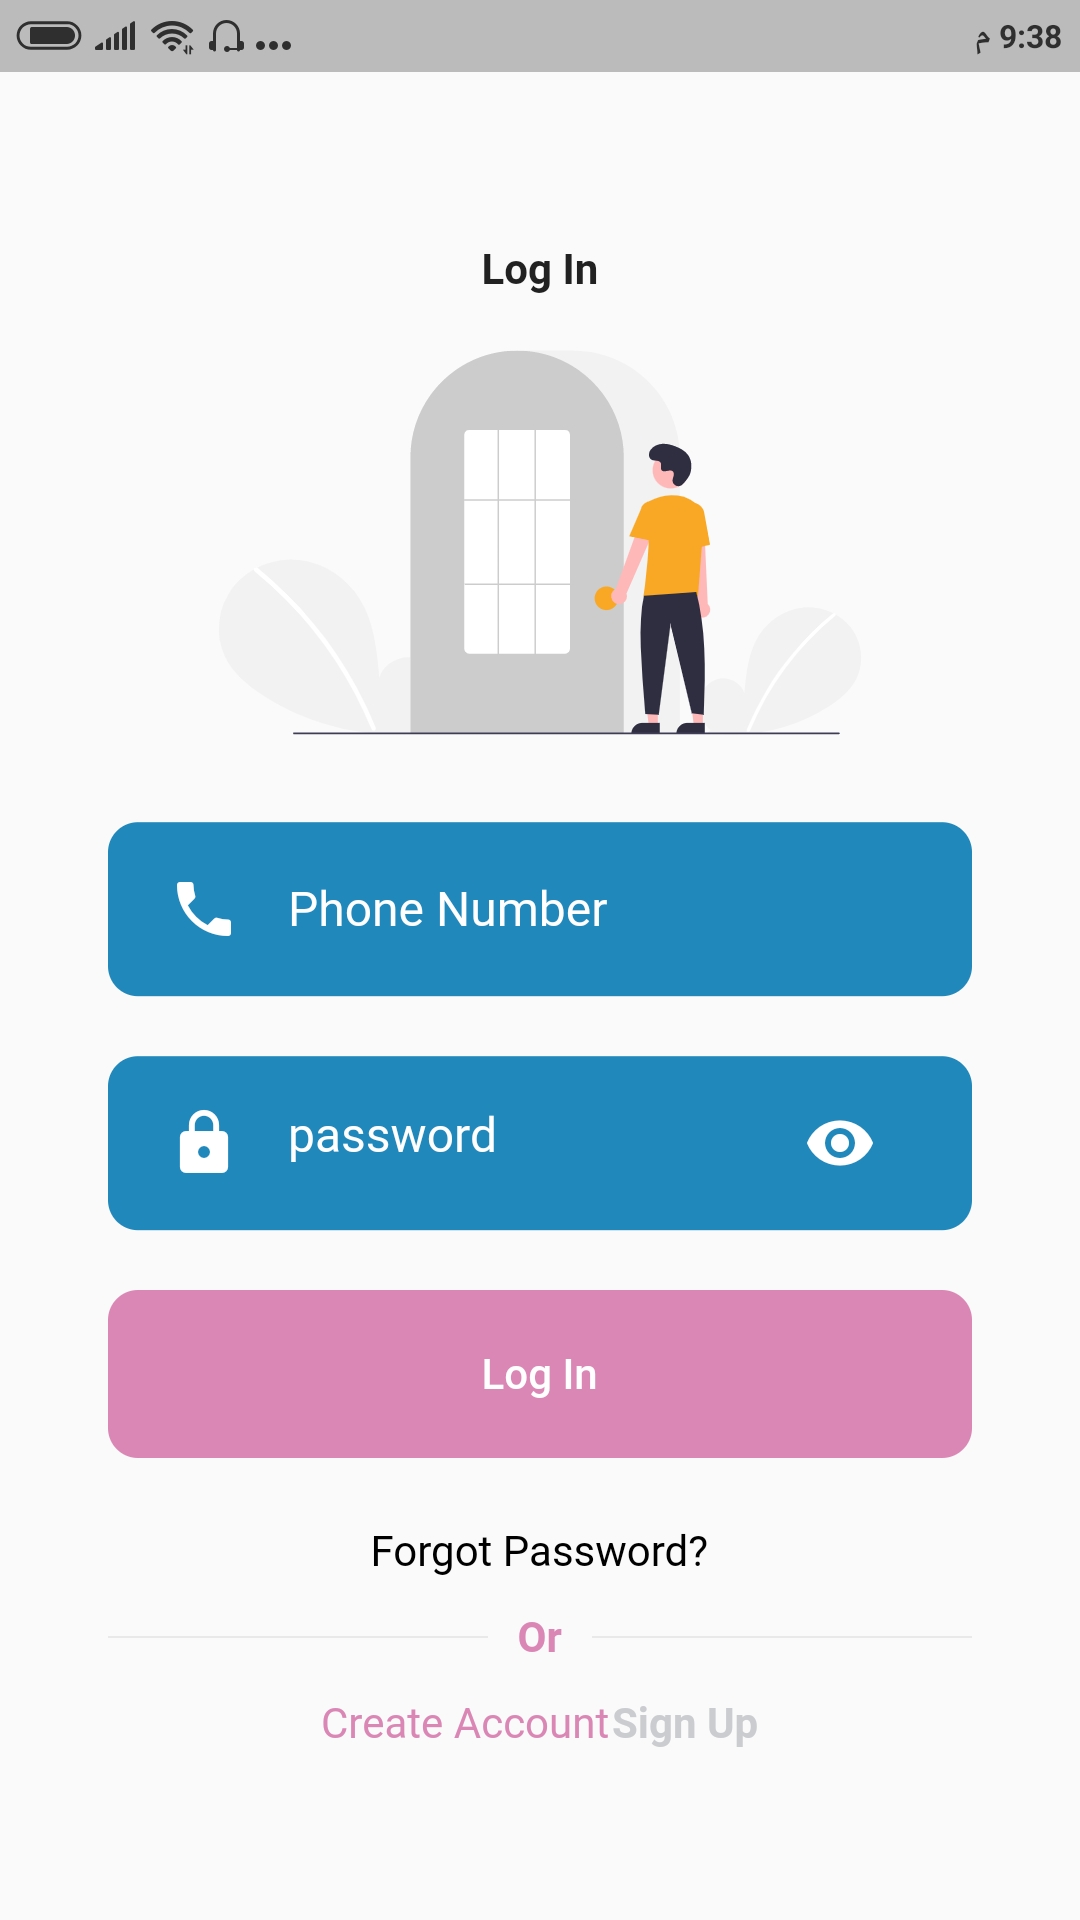 9:38 م
Log In
Phone Number
password
Log In
Forgot Password?
Or
Create Account Sign Up